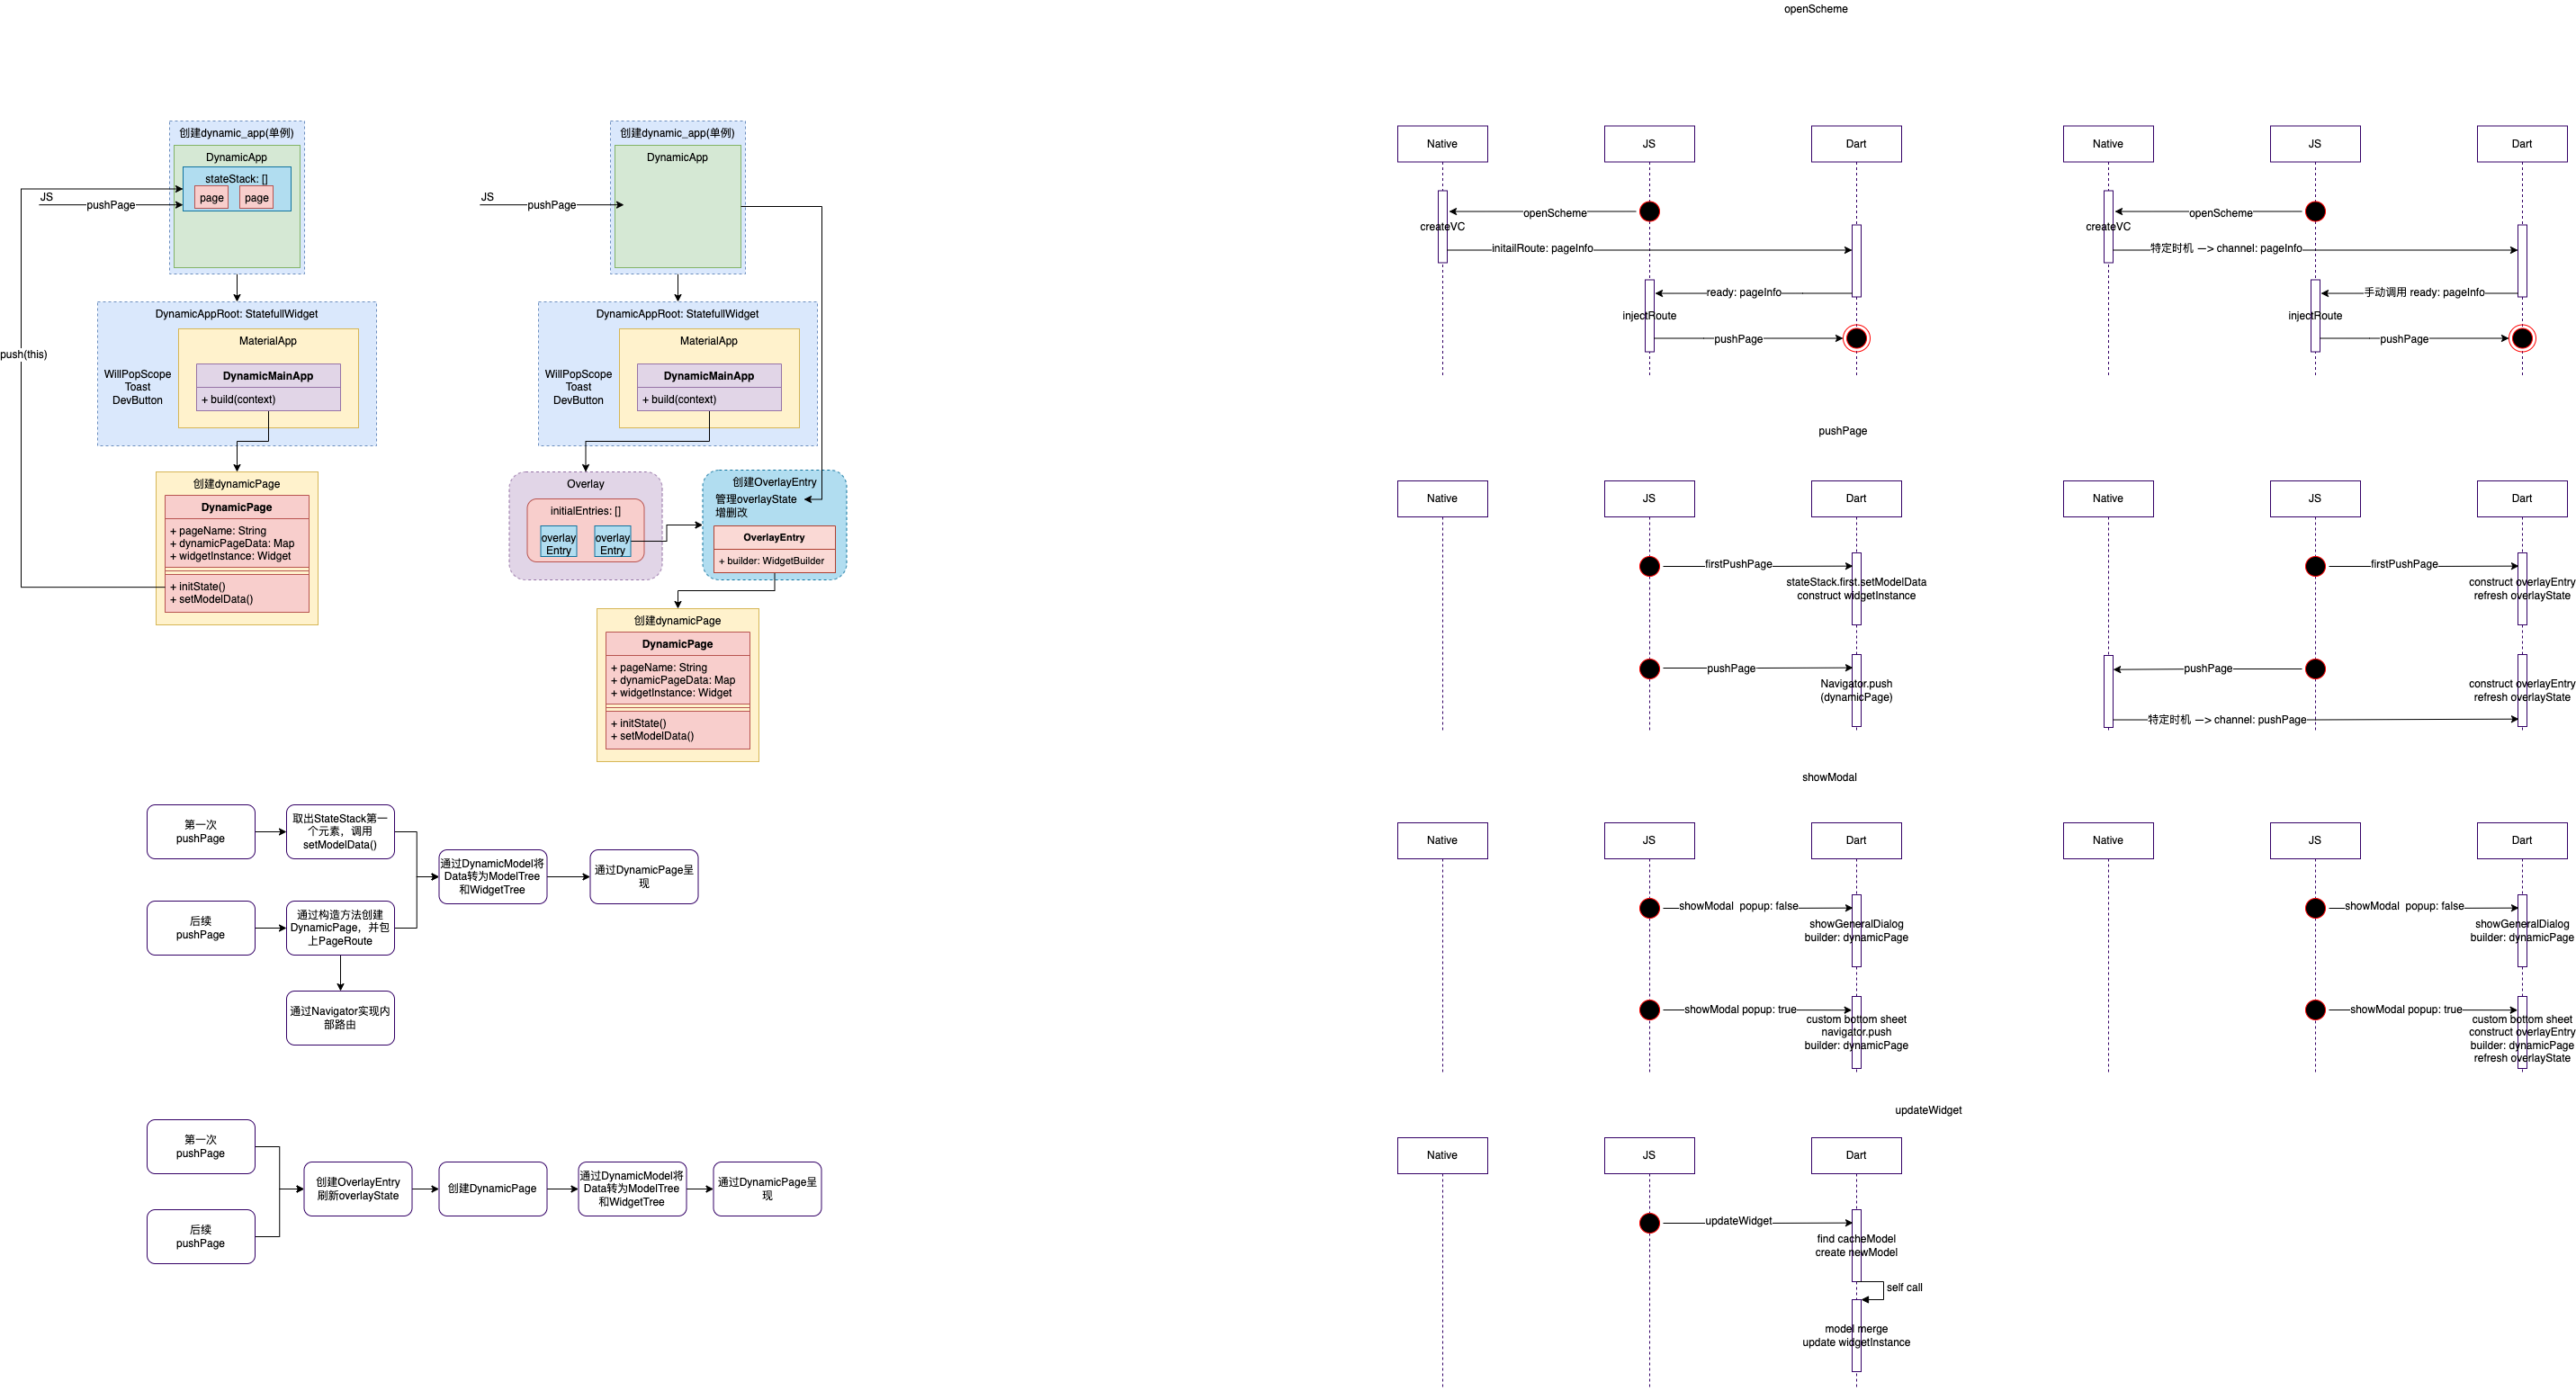 openScheme
创建dynamic_app(单例)
DynamicApp
stateStack: []
page
page
JS
pushPage
push(this)
DynamicAppRoot: StatefullWidget
MaterialApp
WillPopScope
Toast
DevButton
DynamicMainApp
+ build(context)
创建dynamicPage
DynamicPage
+ pageName: String
+ dynamicPageData: Map
+ widgetInstance: Widget
+ initState()
+ setModelData()
创建dynamic_app(单例)
DynamicApp
JS
pushPage
DynamicAppRoot: StatefullWidget
MaterialApp
WillPopScope
Toast
DevButton
DynamicMainApp
+ build(context)
Overlay
initialEntries: []
overlay
Entry
overlay
Entry
创建OverlayEntry
管理overlayState
增删改
OverlayEntry
+ builder: WidgetBuilder
创建dynamicPage
DynamicPage
+ pageName: String
+ dynamicPageData: Map
+ widgetInstance: Widget
+ initState()
+ setModelData()
第一次
pushPage
取出StateStack第一
个元素，调用
setModelData()
后续
pushPage
通过构造方法创建
DynamicPage，并包
上PageRoute
通过DynamicModel将
Data转为ModelTree
和WidgetTree
通过DynamicPage呈
现
通过Navigator实现内
部路由
第一次
pushPage
后续
pushPage
创建OverlayEntry
刷新overlayState
创建DynamicPage
通过DynamicModel将
Data转为ModelTree
和WidgetTree
通过DynamicPage呈
现
Native
JS
Dart
openScheme
createVC
initailRoute: pageInfo
ready: pageInfo
injectRoute
pushPage
Native
JS
Dart
openScheme
createVC
特定时机 —> channel: pageInfo
手动调用 ready: pageInfo
injectRoute
pushPage
pushPage
Native
JS
Dart
firstPushPage
stateStack.first.setModelData
construct widgetInstance
pushPage
Navigator.push
(dynamicPage)
Native
JS
Dart
firstPushPage
construct overlayEntry
refresh overlayState
pushPage
construct overlayEntry
refresh overlayState
特定时机 —> channel: pushPage
showModal
Native
JS
Dart
showModal  popup: false
showGeneralDialog
builder: dynamicPage
showModal popup: true
custom bottom sheet
navigator.push
builder: dynamicPage
Native
JS
Dart
showModal  popup: false
showGeneralDialog
builder: dynamicPage
showModal popup: true
custom bottom sheet
construct overlayEntry
builder: dynamicPage
refresh overlayState
updateWidget
Native
JS
Dart
updateWidget
find cacheModel
create newModel
self call
model merge
update widgetInstance